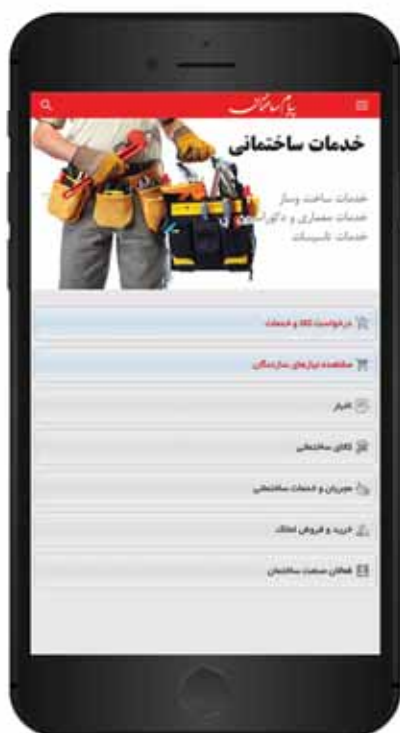 پیام ساختمان
خدمات ساختمانی
خدمات ساخت وساز
خدمات معماری و دکوراسیون
خدمات تاسیسات
درخواست کالا و خدمات
مشاهده نیازهای سازندگان
اخبار
کالای ساختمانی
مجریان و خدمات ساختمانی
خرید و فروش املاک
فعالان صنعت ساختمان